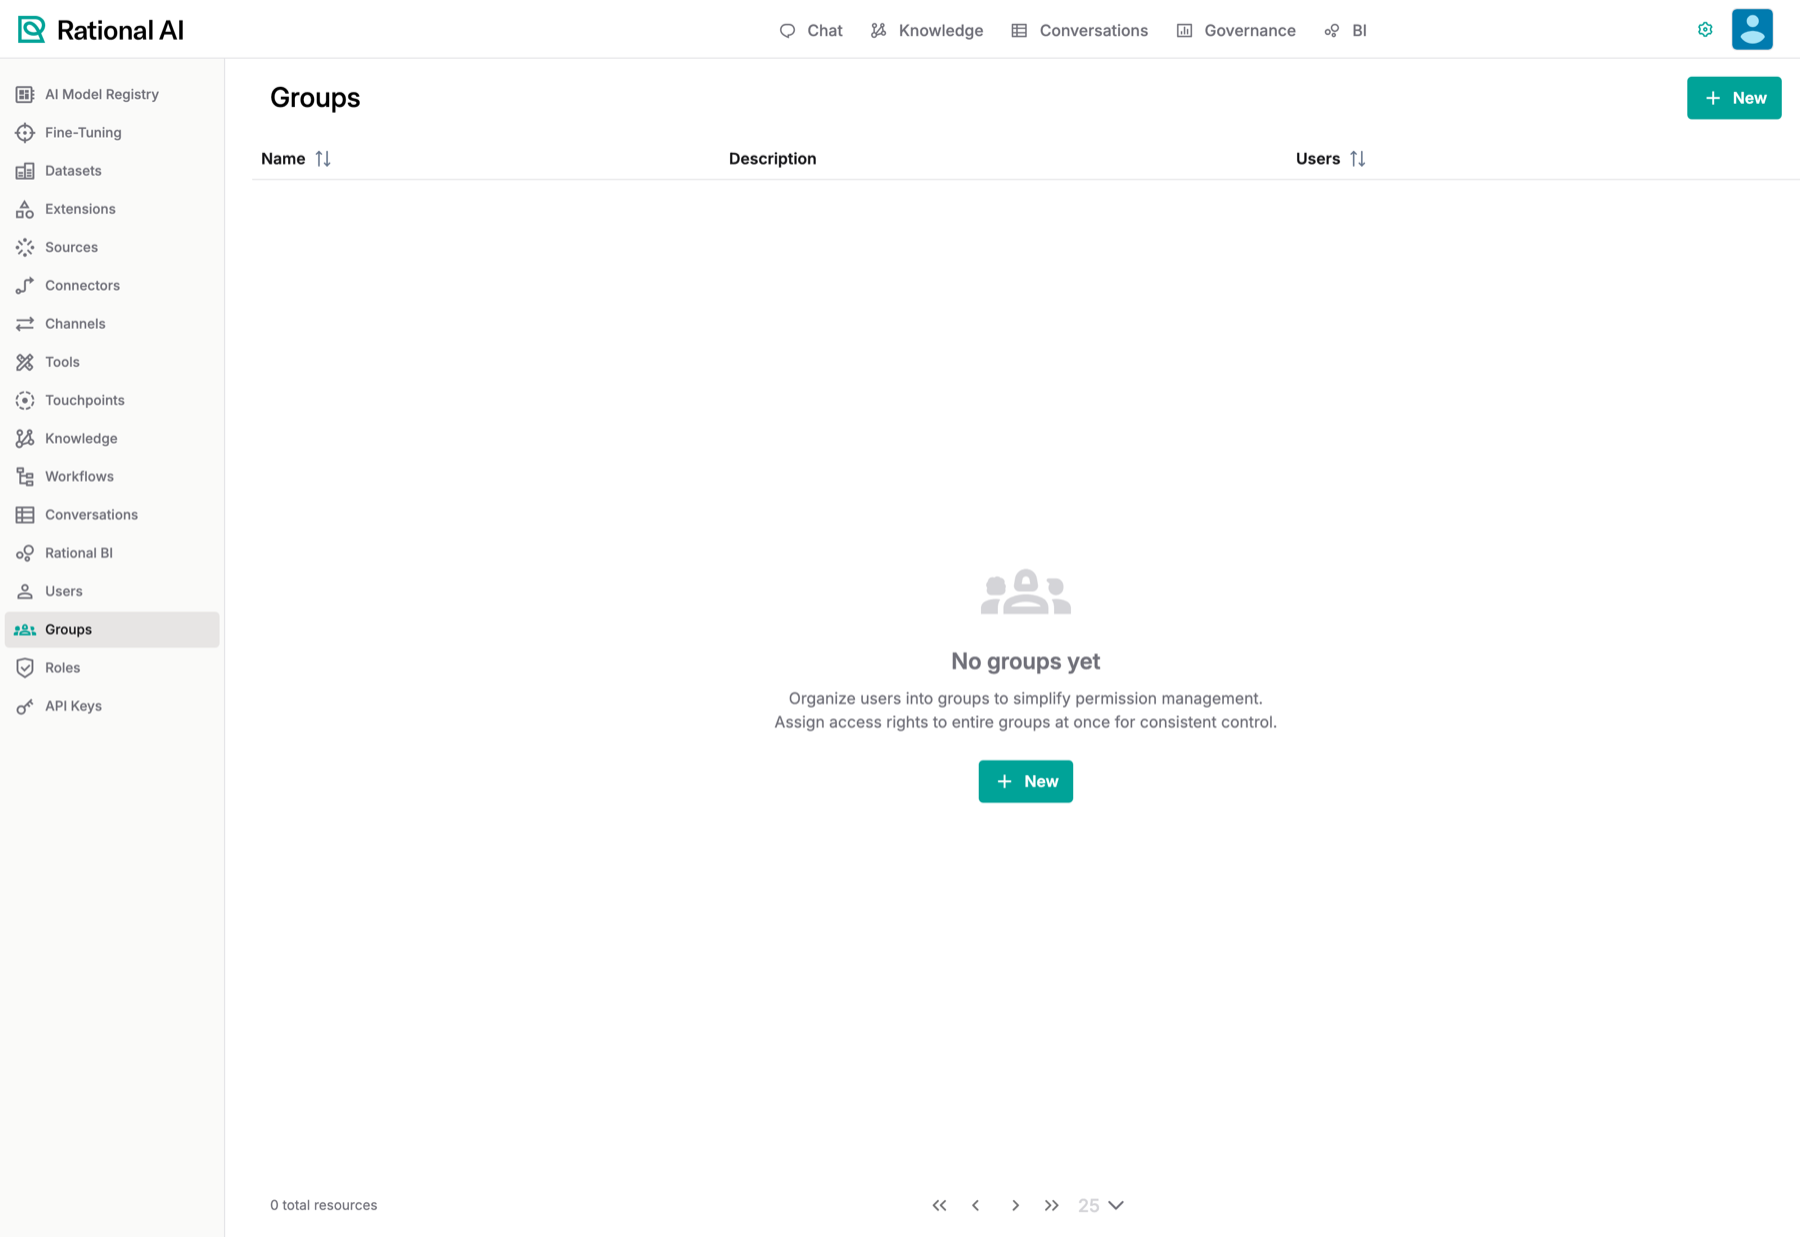 Rational AI
Chat
Knowledge
Conversations
Governance
BI
AI Model Registry
Fine-Tuning
Datasets
Extensions
Sources
Connectors
Channels
Tools
Touchpoints
Knowledge
Workflows
Conversations
Rational BI
Users
Groups
Roles
API Keys
Groups
+ New
Name
Description
Users
No groups yet
Organize users into groups to simplify permission management.
Assign access rights to entire groups at once for consistent control.
+ New
0 total resources
25